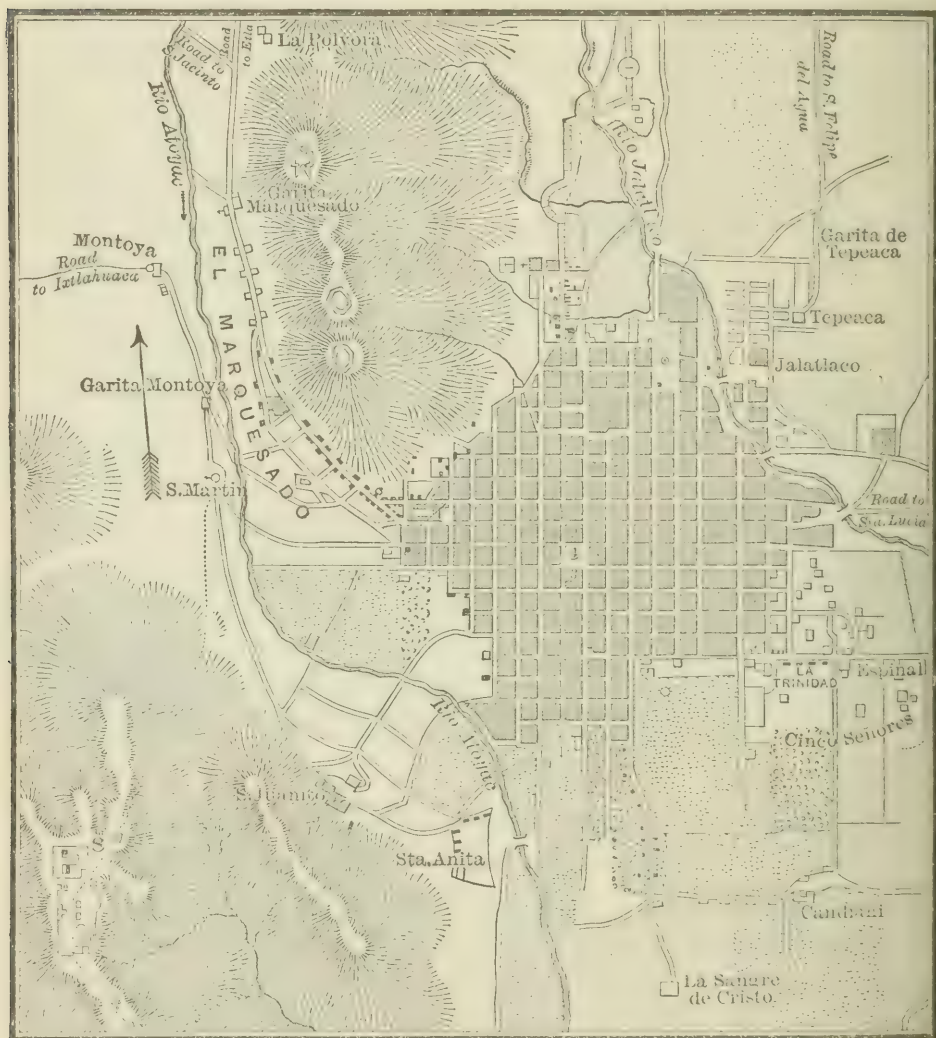 La Polvora
Road to
S. Jacinto
Road
to Etla
Rio Atoyac
Road to S. Felipe
del Agua
Rio Jalatlaco
Garita
Marquesado
Montoya
Road
to Ixtlahuaca
EL MARQUESADO
Garita de
Tepeaca
Tepeaca
Jalatlaco
Garita Montoya
S. Martin
Road to
Sta. Lucia
LA
TRINIDAD
Espinal
Cinco Señores
Rio Atoyac
S. Juanito
Sta. Anita
Candiani
La Sangre
de Cristo.